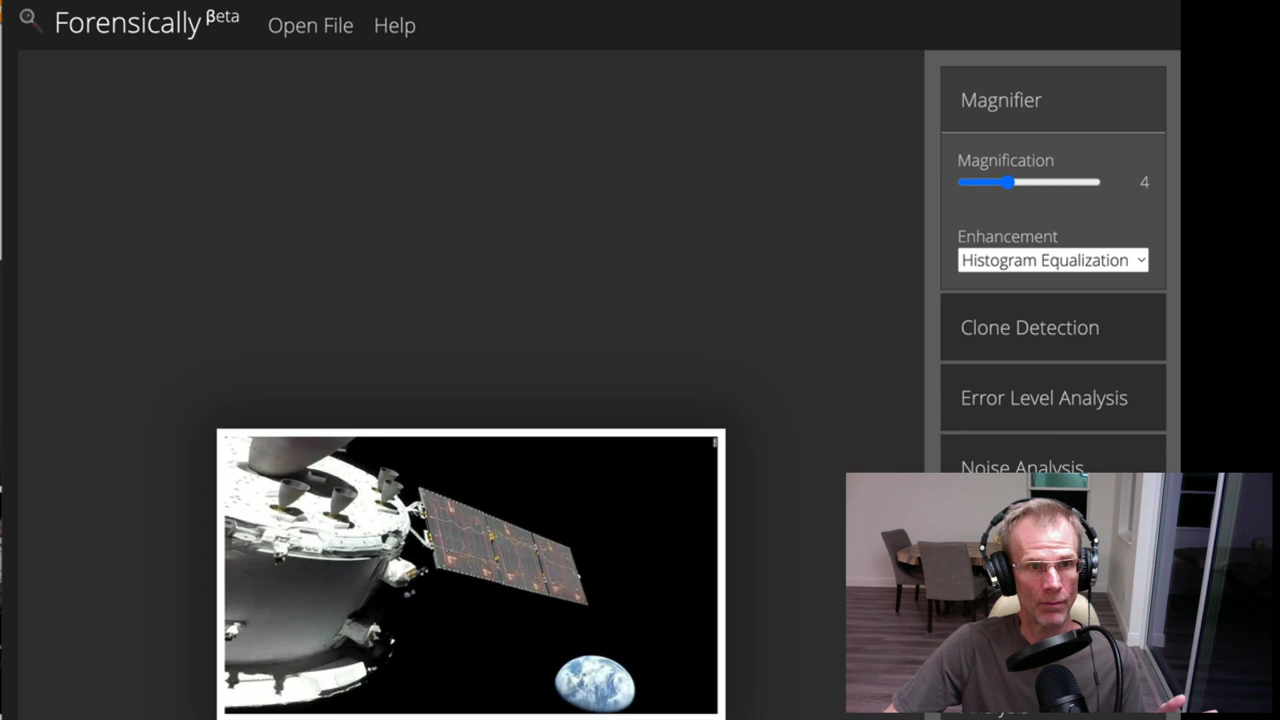 Forensically βeta Open File Help
Magnifier
Magnification
4
Enhancement
Histogram Equalization
Clone Detection
Error Level Analysis
Noise Analysis